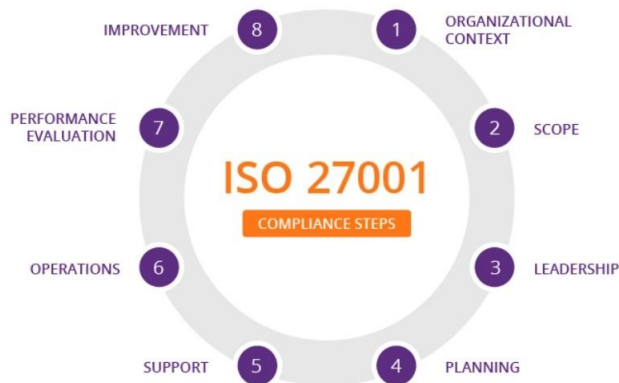 ISO 27001
COMPLIANCE STEPS
1
ORGANIZATIONAL
CONTEXT
2
SCOPE
3
LEADERSHIP
4
PLANNING
5
SUPPORT
6
OPERATIONS
7
PERFORMANCE
EVALUATION
8
IMPROVEMENT